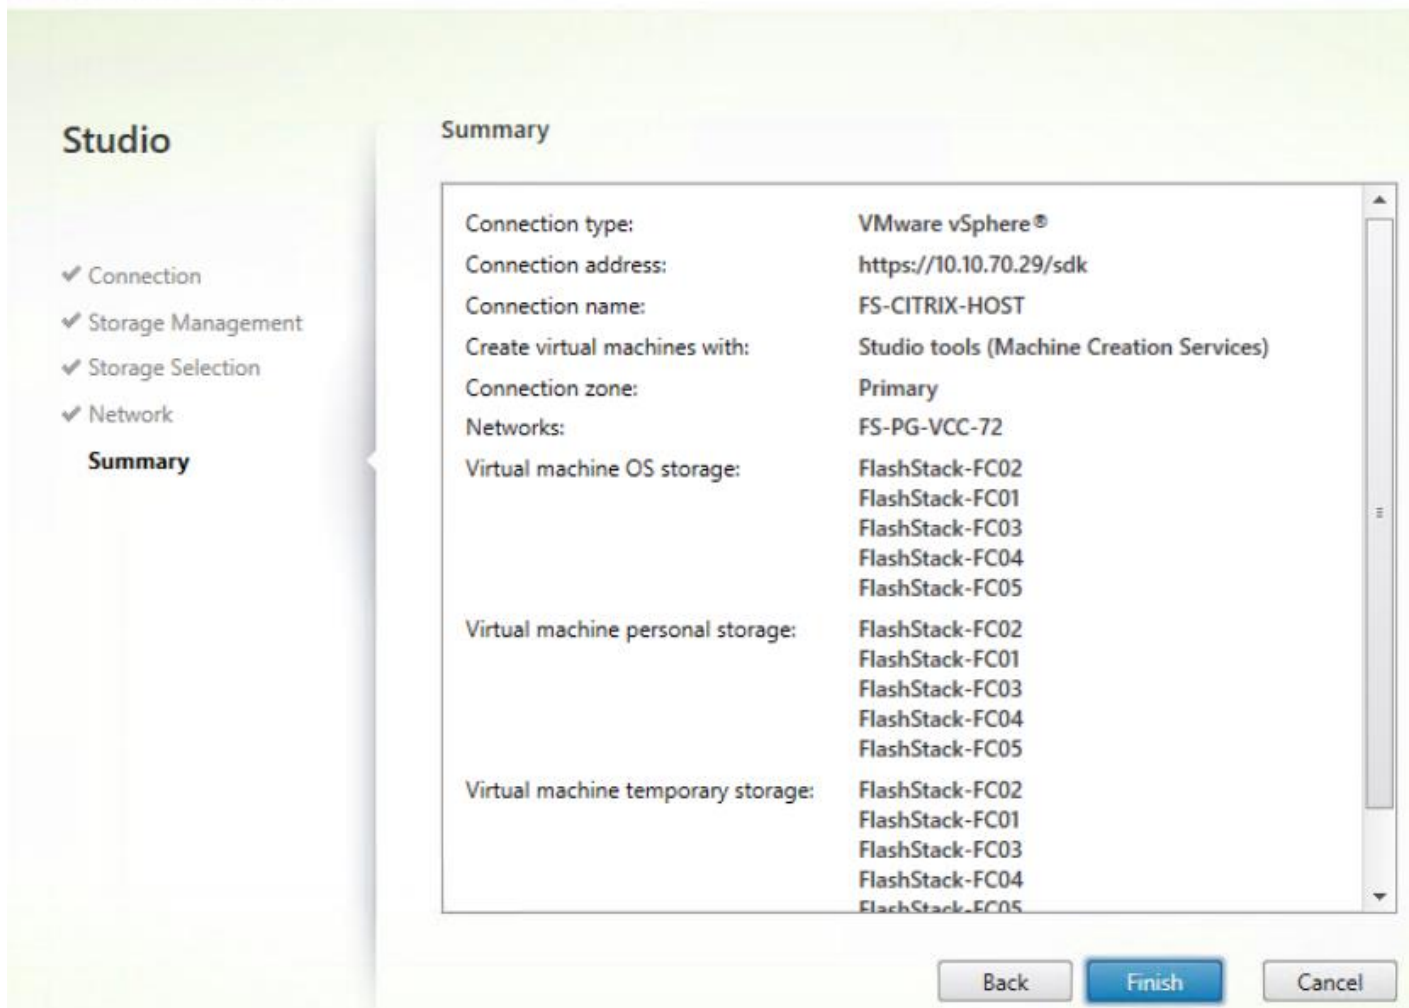 Studio
✔ Connection
✔ Storage Management
✔ Storage Selection
✔ Network
Summary
Summary
Connection type: VMware vSphere®
Connection address: https://10.10.70.29/sdk
Connection name: FS-CITRIX-HOST
Create virtual machines with: Studio tools (Machine Creation Services)
Connection zone: Primary
Networks: FS-PG-VCC-72
Virtual machine OS storage: FlashStack-FC02
FlashStack-FC01
FlashStack-FC03
FlashStack-FC04
FlashStack-FC05
Virtual machine personal storage: FlashStack-FC02
FlashStack-FC01
FlashStack-FC03
FlashStack-FC04
FlashStack-FC05
Virtual machine temporary storage: FlashStack-FC02
FlashStack-FC01
FlashStack-FC03
FlashStack-FC04
FlashStack-FC05
Back Finish Cancel